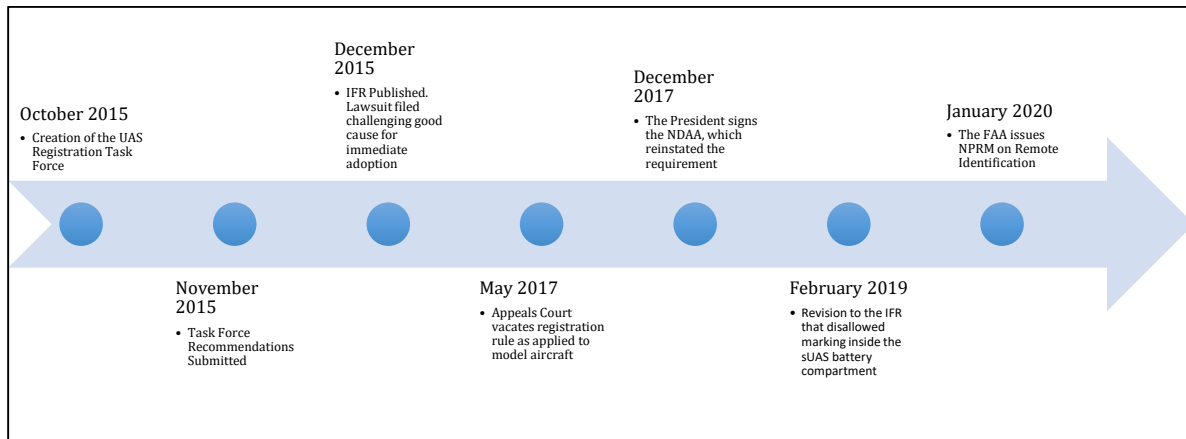 October 2015
• Creation of the UAS
Registration Task
Force
November
2015
• Task Force
Recommendations
Submitted
December
2015
• IFR Published.
Lawsuit filed
challenging good
cause for
immediate
adoption
May 2017
• Appeals Court
vacates registration
rule as applied to
model aircraft
December
2017
• The President signs
the NDAA, which
reinstated the
requirement
February 2019
• Revision to the IFR
that disallowed
marking inside the
sUAS battery
compartment
January 2020
• The FAA issues
NPRM on Remote
Identification